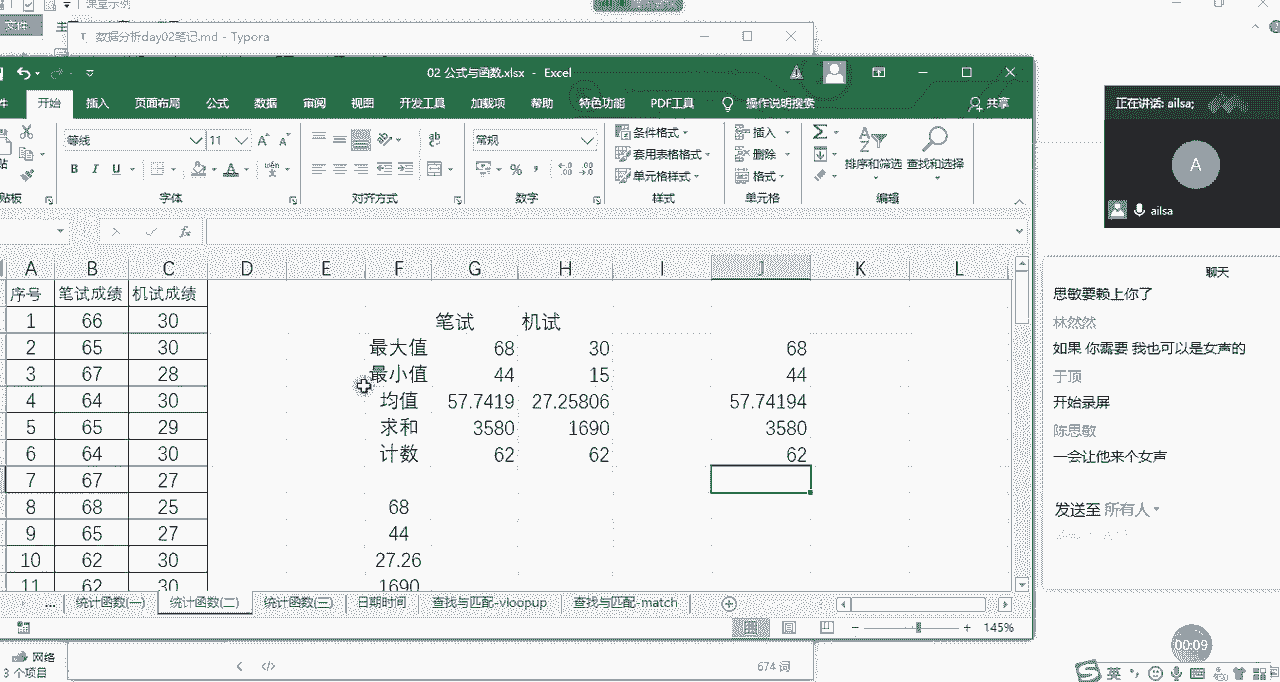 课堂示例
文件
数据分析day02笔记.md - Typora
02 公式与函数.xlsx - Excel
件 开始 插入 页面布局 公式 数据 审阅 视图 开发工具 加载项 帮助 特色功能 PDF工具 操作说明搜索 共享
等线 11 常规 条件格式 插入
套用表格格式 删除 排序和筛选 查找和选择
B I U 单元格样式 格式
贴板 字体 对齐方式 数字 样式 单元格 编辑
A B C D E F G H I J K L
序号 笔试成绩 机试成绩
1 66 30 笔试 机试
2 65 30 最大值 68 30 68
3 67 28 最小值 44 15 44
4 64 30 均值 57.7419 27.25806 57.74194
5 65 29 求和 3580 1690 3580
6 64 30 计数 62 62 62
7 67 27
8 68 25 68
9 65 27 44
10 62 30 27.26
11 62 30 1690
... 统计函数(一) 统计函数(二) 统计函数(三) 日期时间 查找与匹配-vloopup 查找与匹配-match
145%
网络
3 个项目
674 词
正在讲话: ailsa;
A
ailsa
聊天
思敏要赖上你了
林然然
如果 你需要 我也可以是女声的
于顶
开始录屏
陈思敏
一会让他来个女声
发送至 所有人
00:09
英